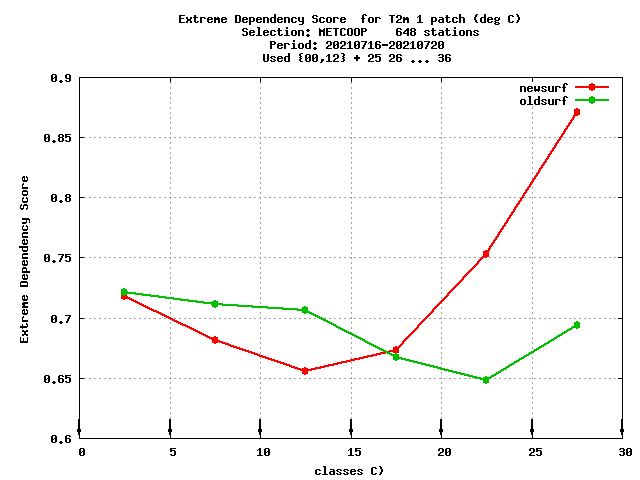 Extreme Dependency Score  for T2m 1 patch (deg C)
Selection: METCOOP    648 stations
Period: 20210716-20210720
Used {00,12} + 25 26 ... 36
newsurf
oldsurf
0.9
0.85
0.8
0.75
0.7
0.65
0.6
Extreme Dependency Score
0 5 10 15 20 25 30
classes C)